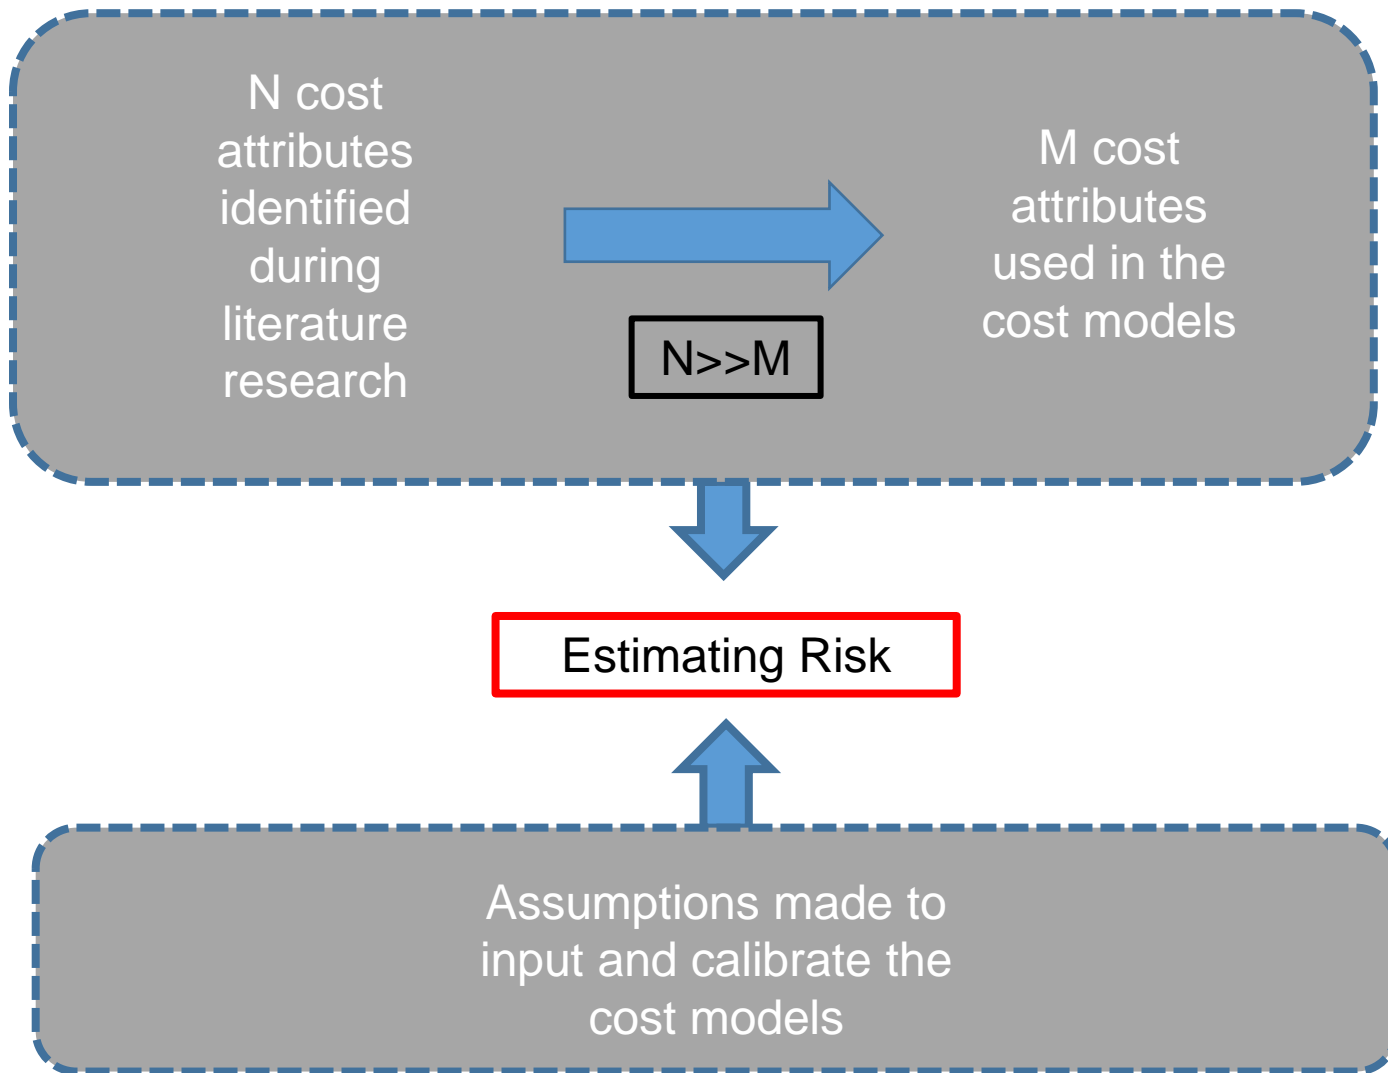 N cost
attributes
identified
during
literature
research
M cost
attributes
used in the
cost models
N>>M
Estimating Risk
Assumptions made to
input and calibrate the
cost models